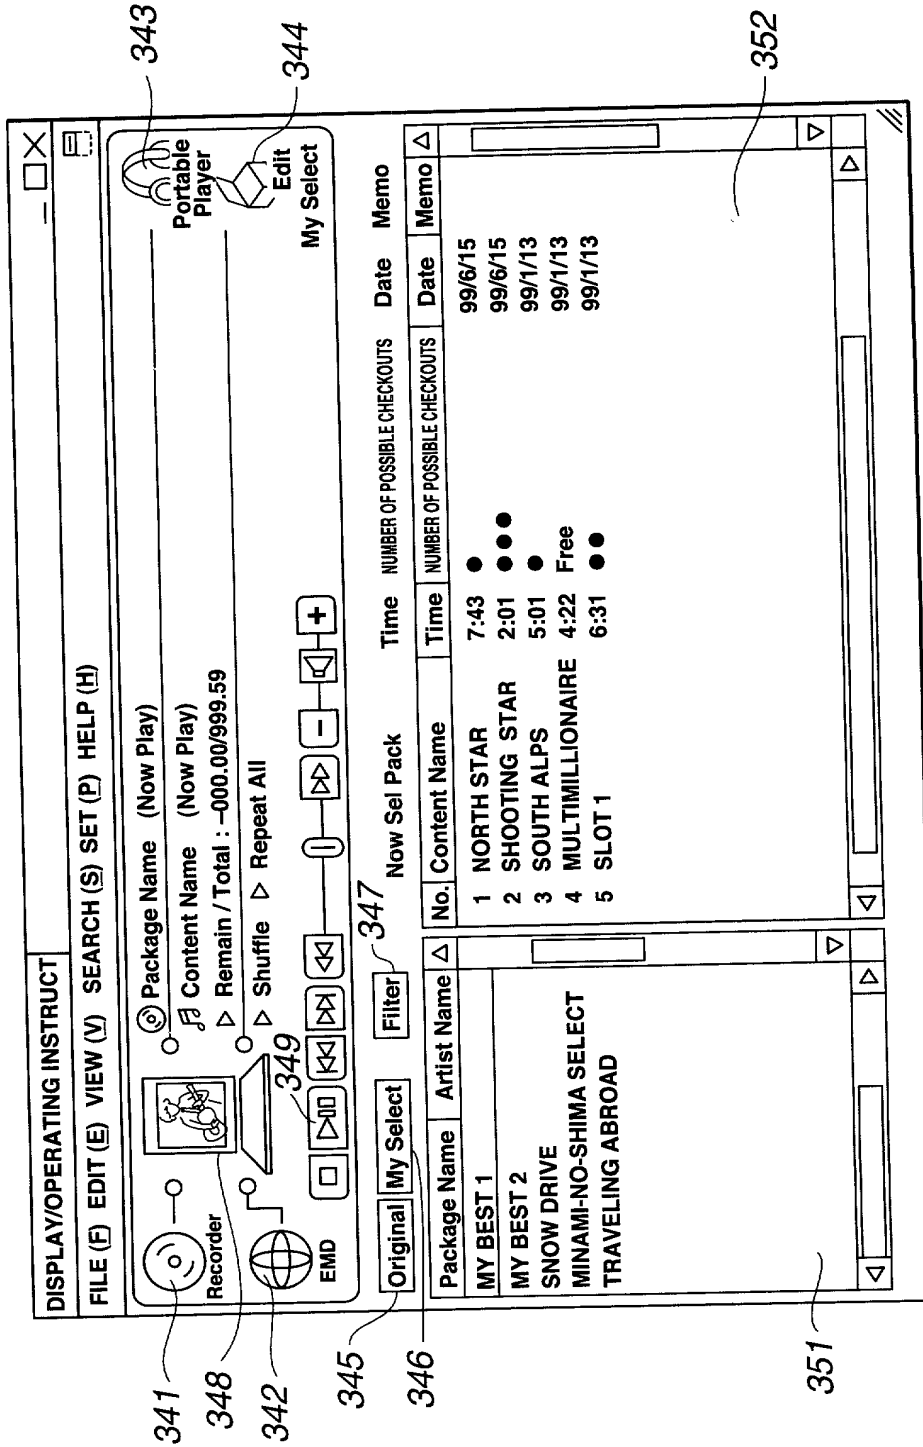 DISPLAY/OPERATING INSTRUCT
FILE (F) EDIT (E) VIEW (V) SEARCH (S) SET (P) HELP (H)
341
Recorder
348
342
EMD
Package Name (Now Play)
Content Name (Now Play)
Remain / Total : –000.00/999.59
Shuffle Repeat All
349
343
Portable
Player
344
Edit
My Select
345
Original
346
My Select
347
Filter
Now Sel Pack Time NUMBER OF POSSIBLE CHECKOUTS Date Memo
Package Name Artist Name
MY BEST 1
MY BEST 2
SNOW DRIVE
MINAMI-NO-SHIMA SELECT
TRAVELING ABROAD
351
No. Content Name Time NUMBER OF POSSIBLE CHECKOUTS Date Memo
1 NORTH STAR 7:43 ● 99/6/15
2 SHOOTING STAR 2:01 ●●● 99/6/15
3 SOUTH ALPS 5:01 ● 99/1/13
4 MULTIMILLIONAIRE 4:22 Free 99/1/13
5 SLOT 1 6:31 ●● 99/1/13
352